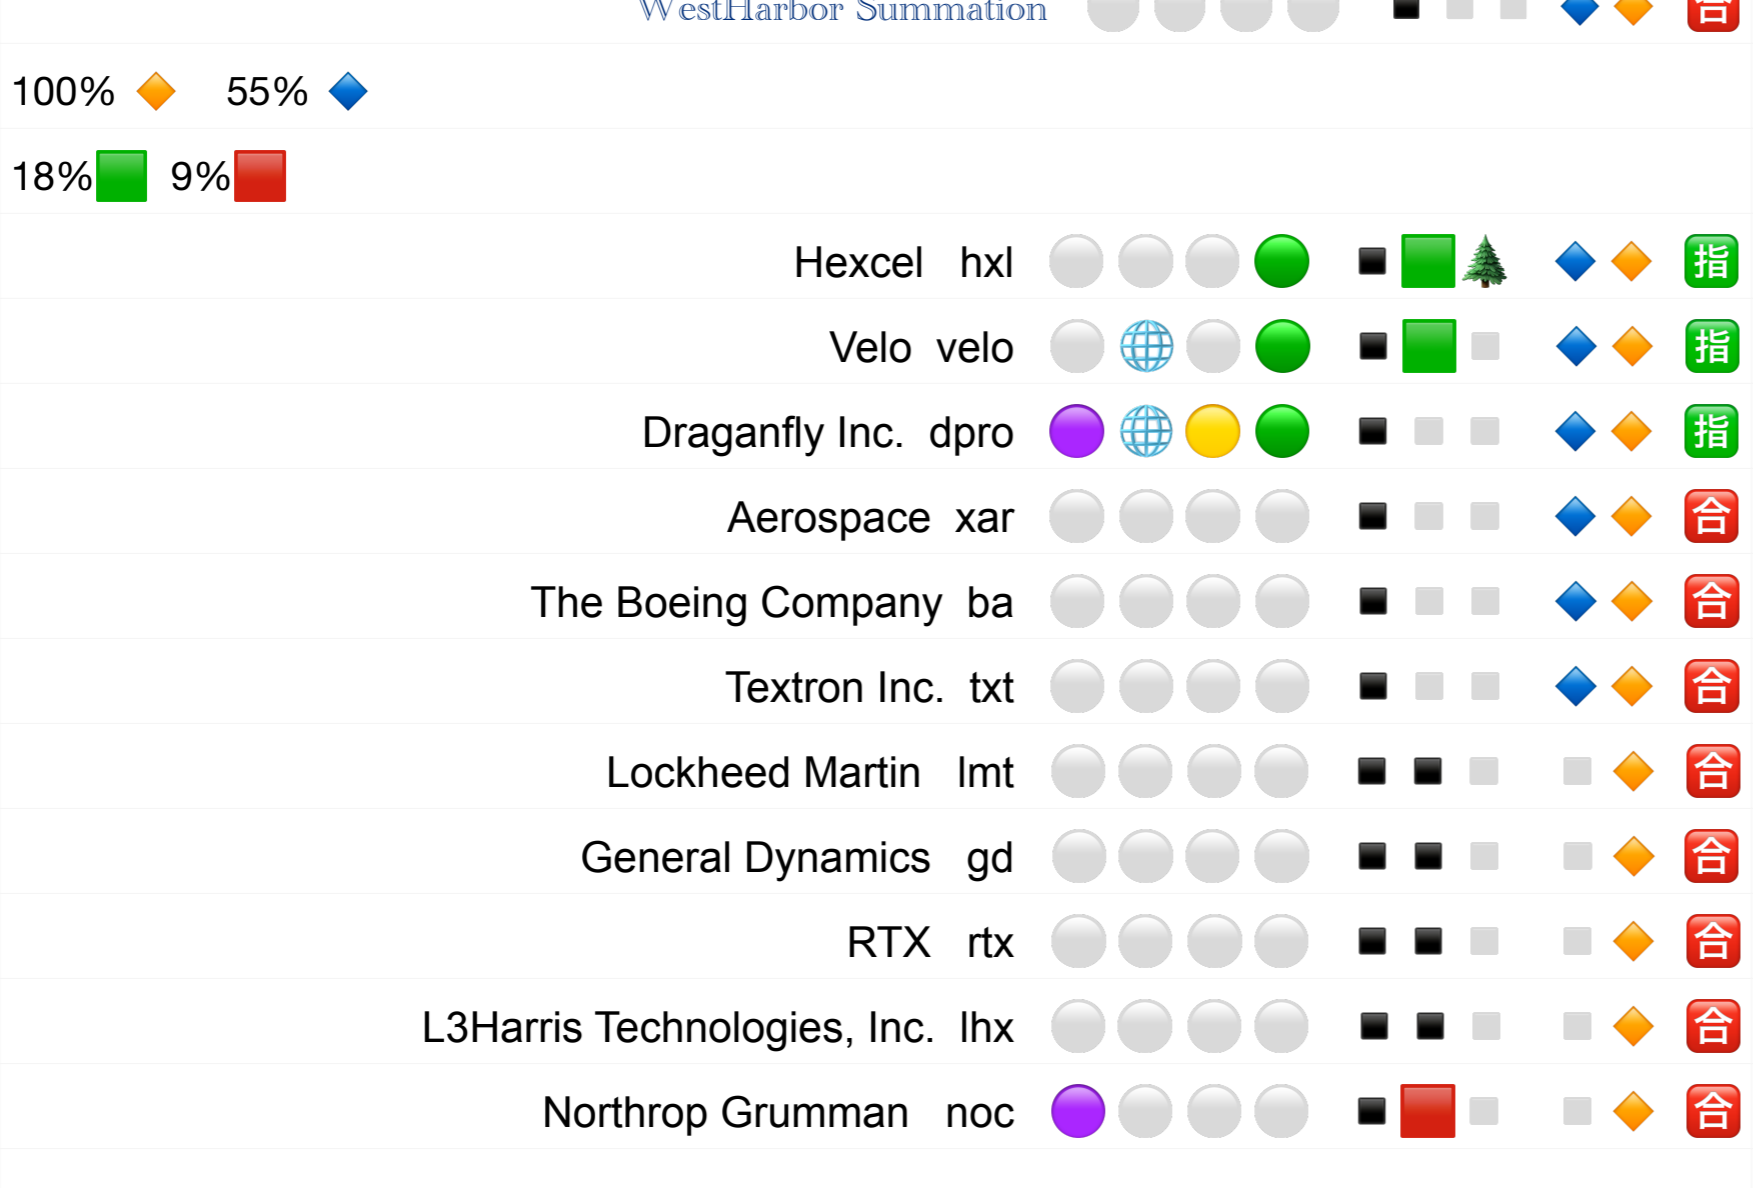 WestHarbor Summation 合
100% 55%
18% 9%
Hexcel hxl 指
Velo velo 指
Draganfly Inc. dpro 指
Aerospace xar 合
The Boeing Company ba 合
Textron Inc. txt 合
Lockheed Martin lmt 合
General Dynamics gd 合
RTX rtx 合
L3Harris Technologies, Inc. lhx 合
Northrop Grumman noc 合